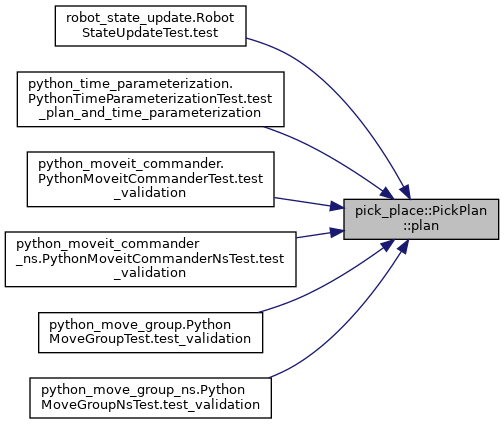 robot_state_update.Robot
StateUpdateTest.test
python_time_parameterization.
PythonTimeParameterizationTest.test
_plan_and_time_parameterization
python_moveit_commander.
PythonMoveitCommanderTest.test
_validation
pick_place::PickPlan
::plan
python_moveit_commander
_ns.PythonMoveitCommanderNsTest.test
_validation
python_move_group.Python
MoveGroupTest.test_validation
python_move_group_ns.Python
MoveGroupNsTest.test_validation